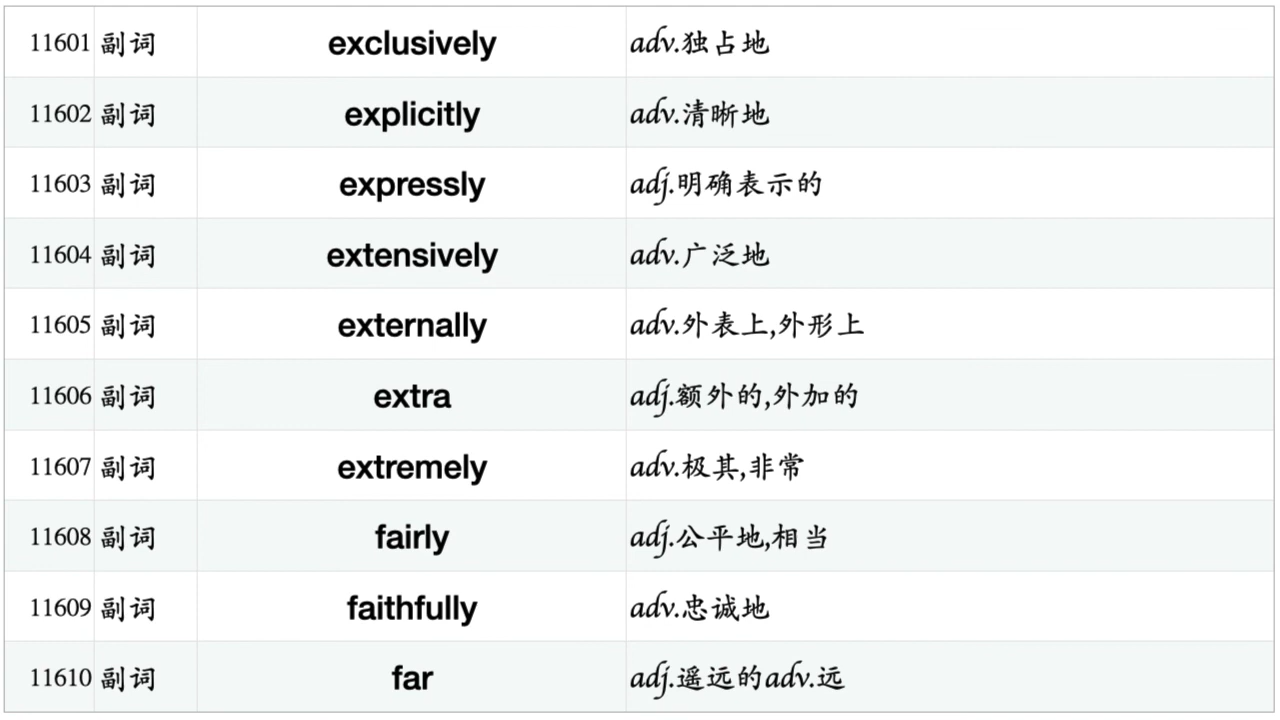 11601 副词 exclusively adv.独占地
11602 副词 explicitly adv.清晰地
11603 副词 expressly adj.明确表示的
11604 副词 extensively adv.广泛地
11605 副词 externally adv.外表上,外形上
11606 副词 extra adj.额外的,外加的
11607 副词 extremely adv.极其,非常
11608 副词 fairly adj.公平地,相当
11609 副词 faithfully adv.忠诚地
11610 副词 far adj.遥远的adv.远